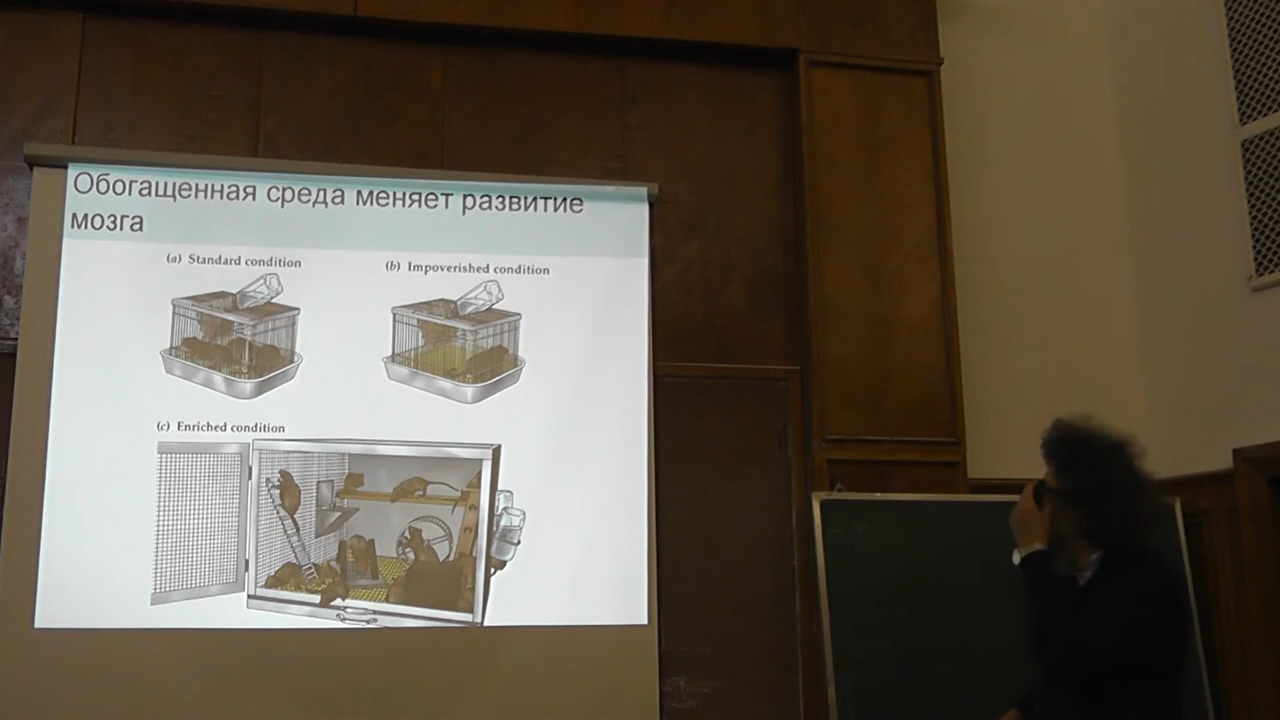 Обогащенная среда меняет развитие
мозга
(a) Standard condition
(b) Impoverished condition
(c) Enriched condition